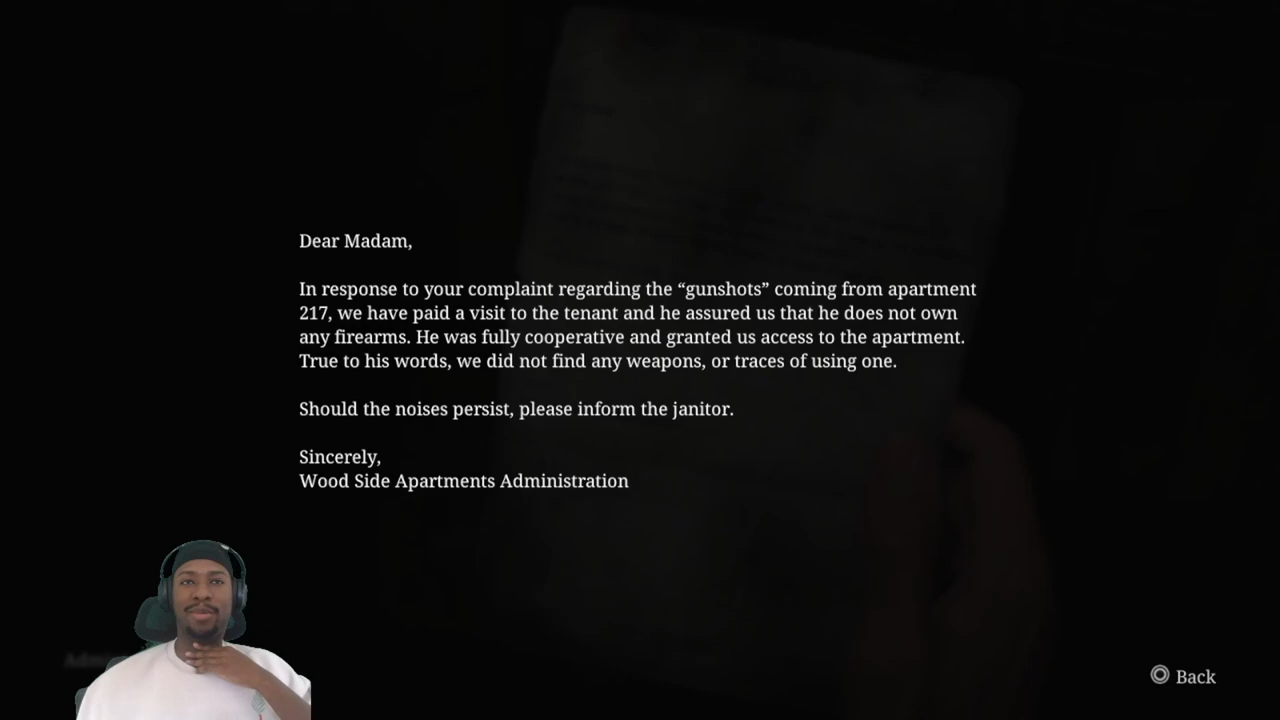 Dear Madam,
In response to your complaint regarding the “gunshots” coming from apartment
217, we have paid a visit to the tenant and he assured us that he does not own
any firearms. He was fully cooperative and granted us access to the apartment.
True to his words, we did not find any weapons, or traces of using one.
Should the noises persist, please inform the janitor.
Sincerely,
Wood Side Apartments Administration
Back